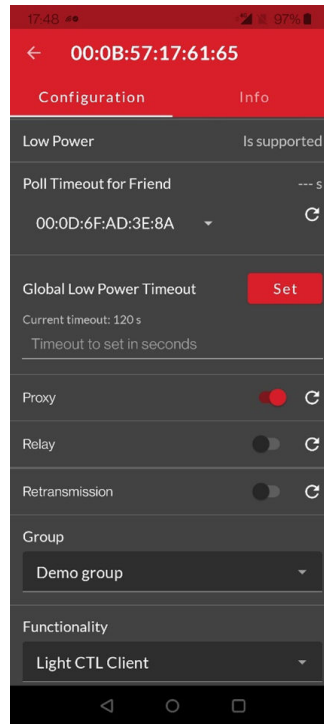 17:48 97%
00:0B:57:17:61:65
Configuration Info
Low Power Is supported
Poll Timeout for Friend --- s
00:0D:6F:AD:3E:8A
Global Low Power Timeout Set
Current timeout: 120 s
Timeout to set in seconds
Proxy
Relay
Retransmission
Group
Demo group
Functionality
Light CTL Client